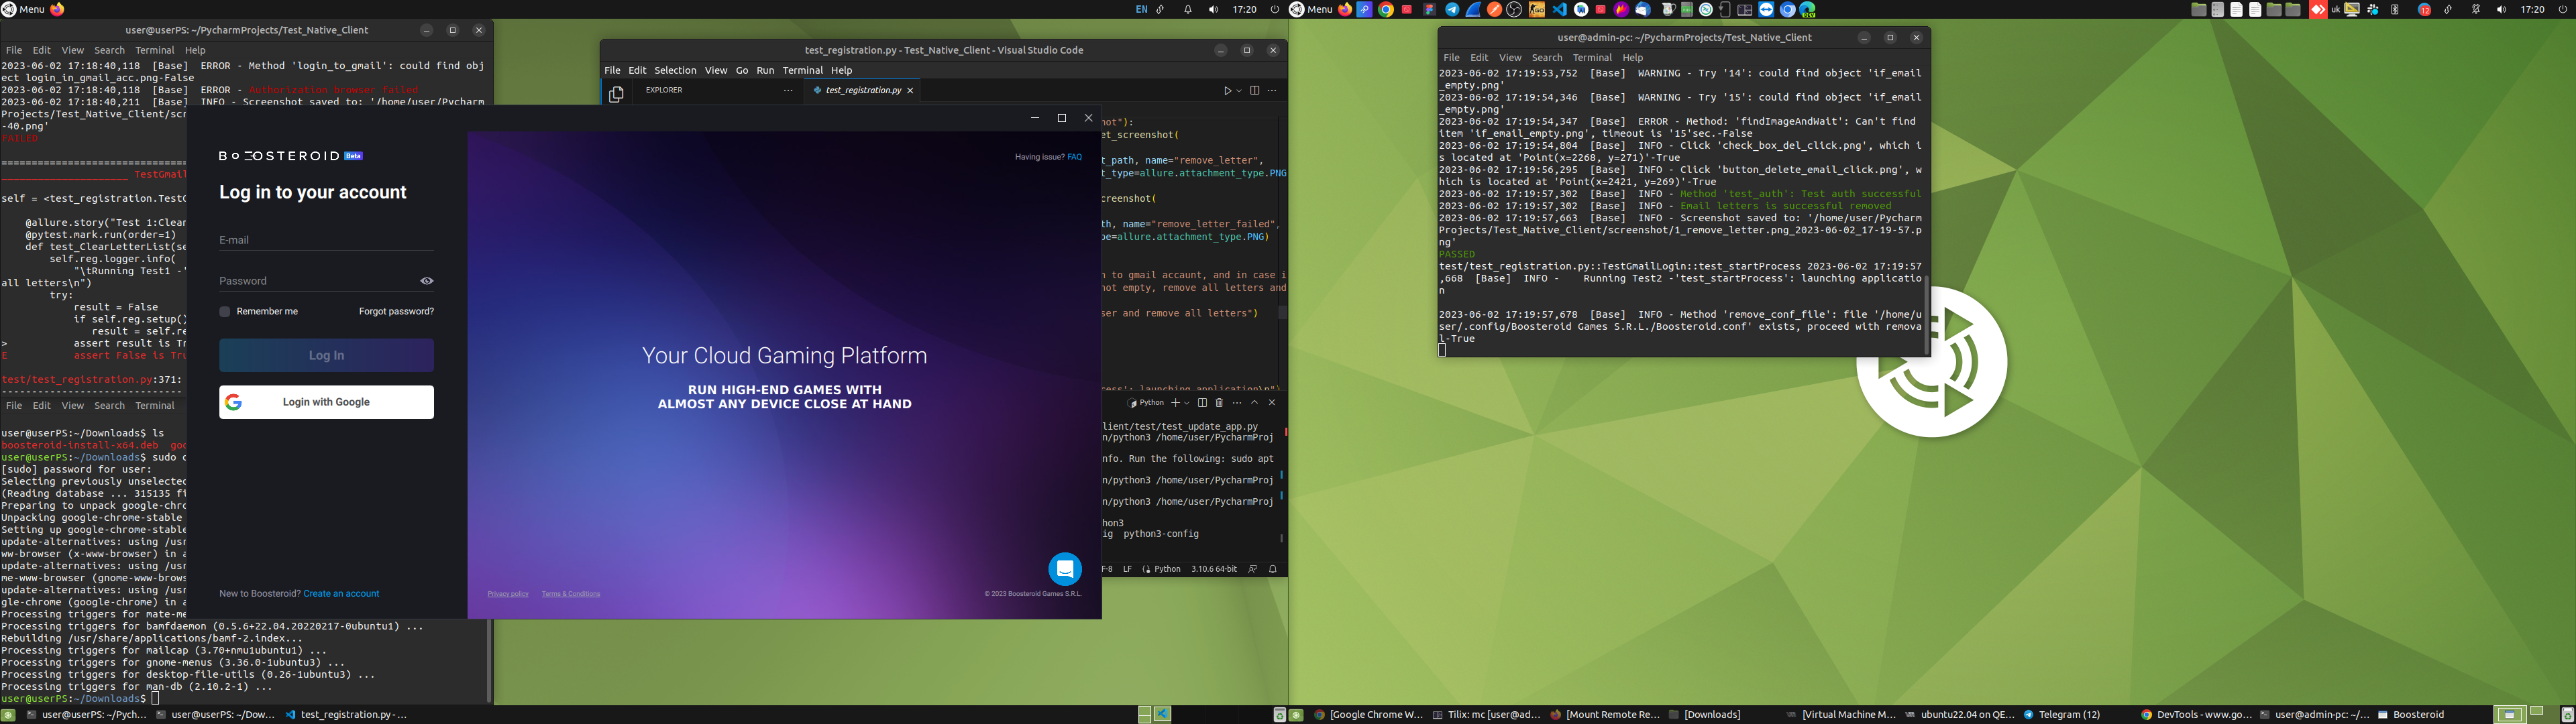 Menu
EN
17:20
Menu
uk
12
17:20
user@userPS: ~/PycharmProjects/Test_Native_Client
File Edit View Search Terminal Help
2023-06-02 17:18:40,118 [Base] ERROR - Method 'login_to_gmail': could find obj
ect login_in_gmail_acc.png-False
2023-06-02 17:18:40,118 [Base] ERROR - Authorization browser failed
2023-06-02 17:18:40,211 [Base] INFO - Screenshot saved to: '/home/user/Pycharm
Projects/Test_Native_Client/scr
-40.png'
FAILED
TestGmail
self = <test_registration.TestG
@allure.story("Test 1:Clear
@pytest.mark.run(order=1)
def test_ClearLetterList(se
self.reg.logger.info(
"\tRunning Test1 -'
all letters\n")
try:
result = False
if self.reg.setup()
result = self.re
> assert result is Tr
E assert False is Tru
test/test_registration.py:371:
File Edit View Search Terminal
user@userPS:~/Downloads$ ls
boosteroid-install-x64.deb goo
user@userPS:~/Downloads$ sudo d
[sudo] password for user:
Selecting previously unselected
(Reading database ... 315135 fi
Preparing to unpack google-chro
Unpacking google-chrome-stable
Setting up google-chrome-stable
update-alternatives: using /usr
ww-browser (x-www-browser) in a
update-alternatives: using /usr
me-www-browser (gnome-www-brows
update-alternatives: using /usr
gle-chrome (google-chrome) in a
Processing triggers for mate-me
Processing triggers for bamfdaemon (0.5.6+22.04.20220217-0ubuntu1) ...
Rebuilding /usr/share/applications/bamf-2.index...
Processing triggers for mailcap (3.70+nmu1ubuntu1) ...
Processing triggers for gnome-menus (3.36.0-1ubuntu3) ...
Processing triggers for desktop-file-utils (0.26-1ubuntu3) ...
Processing triggers for man-db (2.10.2-1) ...
user@userPS:~/Downloads$
BOOSTEROID Beta
Log in to your account
E-mail
Password
Remember me
Forgot password?
Log In
Login with Google
New to Boosteroid? Create an account
Having issue? FAQ
Your Cloud Gaming Platform
RUN HIGH-END GAMES WITH
ALMOST ANY DEVICE CLOSE AT HAND
Privacy policy
Terms & Conditions
© 2023 Boosteroid Games S.R.L.
test_registration.py - Test_Native_Client - Visual Studio Code
File Edit Selection View Go Run Terminal Help
EXPLORER
test_registration.py
ot"):
et_screenshot(
t_path, name="remove_letter",
t_type=allure.attachment_type.PNG
creenshot(
th, name="remove_letter_failed",
pe=allure.attachment_type.PNG)
n to gmail account, and in case i
not empty, remove all letters and
ser and remove all letters")
cess': launching application\n")
Python
lient/test/test_update_app.py
n/python3 /home/user/PycharmProj
nfo. Run the following: sudo apt
n/python3 /home/user/PycharmProj
n/python3 /home/user/PycharmProj
hon3
ig python3-config
F-8 LF Python 3.10.6 64-bit
user@admin-pc: ~/PycharmProjects/Test_Native_Client
File Edit View Search Terminal Help
2023-06-02 17:19:53,752 [Base] WARNING - Try '14': could find object 'if_email
_empty.png'
2023-06-02 17:19:54,346 [Base] WARNING - Try '15': could find object 'if_email
_empty.png'
2023-06-02 17:19:54,347 [Base] ERROR - Method: 'findImageAndWait': Can't find
item 'if_email_empty.png', timeout is '15'sec.-False
2023-06-02 17:19:54,804 [Base] INFO - Click 'check_box_del_click.png', which i
s located at 'Point(x=2268, y=271)'-True
2023-06-02 17:19:56,295 [Base] INFO - Click 'button_delete_email_click.png', w
hich is located at 'Point(x=2421, y=269)'-True
2023-06-02 17:19:57,302 [Base] INFO - Method 'test_auth': Test auth successful
2023-06-02 17:19:57,302 [Base] INFO - Email letters is successful removed
2023-06-02 17:19:57,663 [Base] INFO - Screenshot saved to: '/home/user/Pycharm
Projects/Test_Native_Client/screenshot/1_remove_letter.png_2023-06-02_17-19-57.p
ng'
PASSED
test/test_registration.py::TestGmailLogin::test_startProcess 2023-06-02 17:19:57
,668 [Base] INFO - Running Test2 -'test_startProcess': launching applicatio
n
2023-06-02 17:19:57,678 [Base] INFO - Method 'remove_conf_file': file '/home/u
ser/.config/Boosteroid Games S.R.L./Boosteroid.conf' exists, proceed with remova
l-True
user@userPS: ~/Pych...
user@userPS: ~/Dow...
test_registration.py - ...
[Google Chrome W...
Tilix: mc [user@ad...
[Mount Remote Re...
[Downloads]
[Virtual Machine M...
ubuntu22.04 on QE...
Telegram (12)
DevTools - www.go...
user@admin-pc: ~/...
Boosteroid